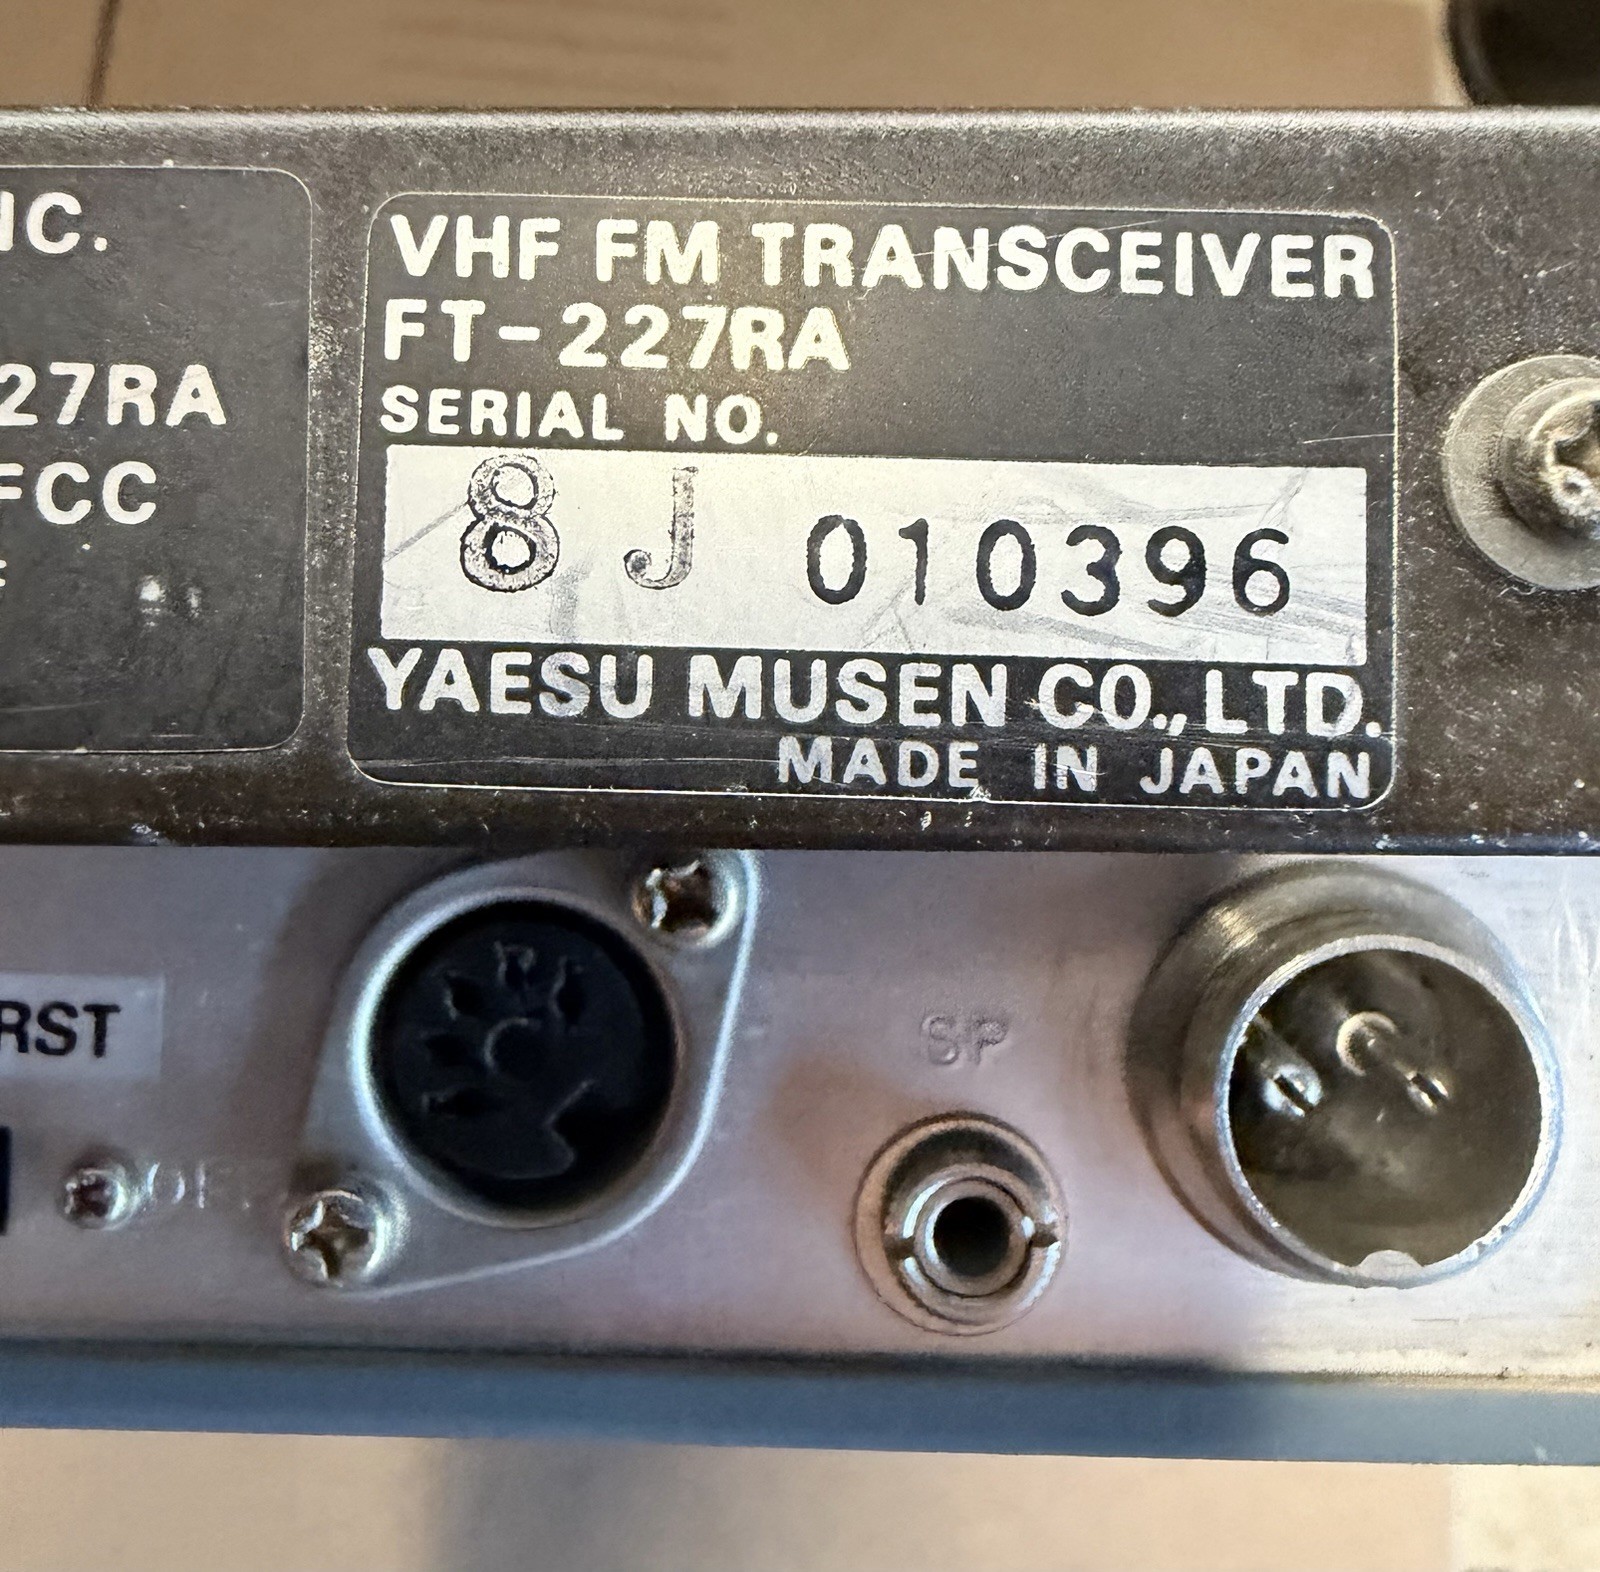 IC.
27RA
FCC
VHF FM TRANSCEIVER
FT-227RA
SERIAL NO.
8J 010396
YAESU MUSEN CO., LTD.
MADE IN JAPAN
RST
SP